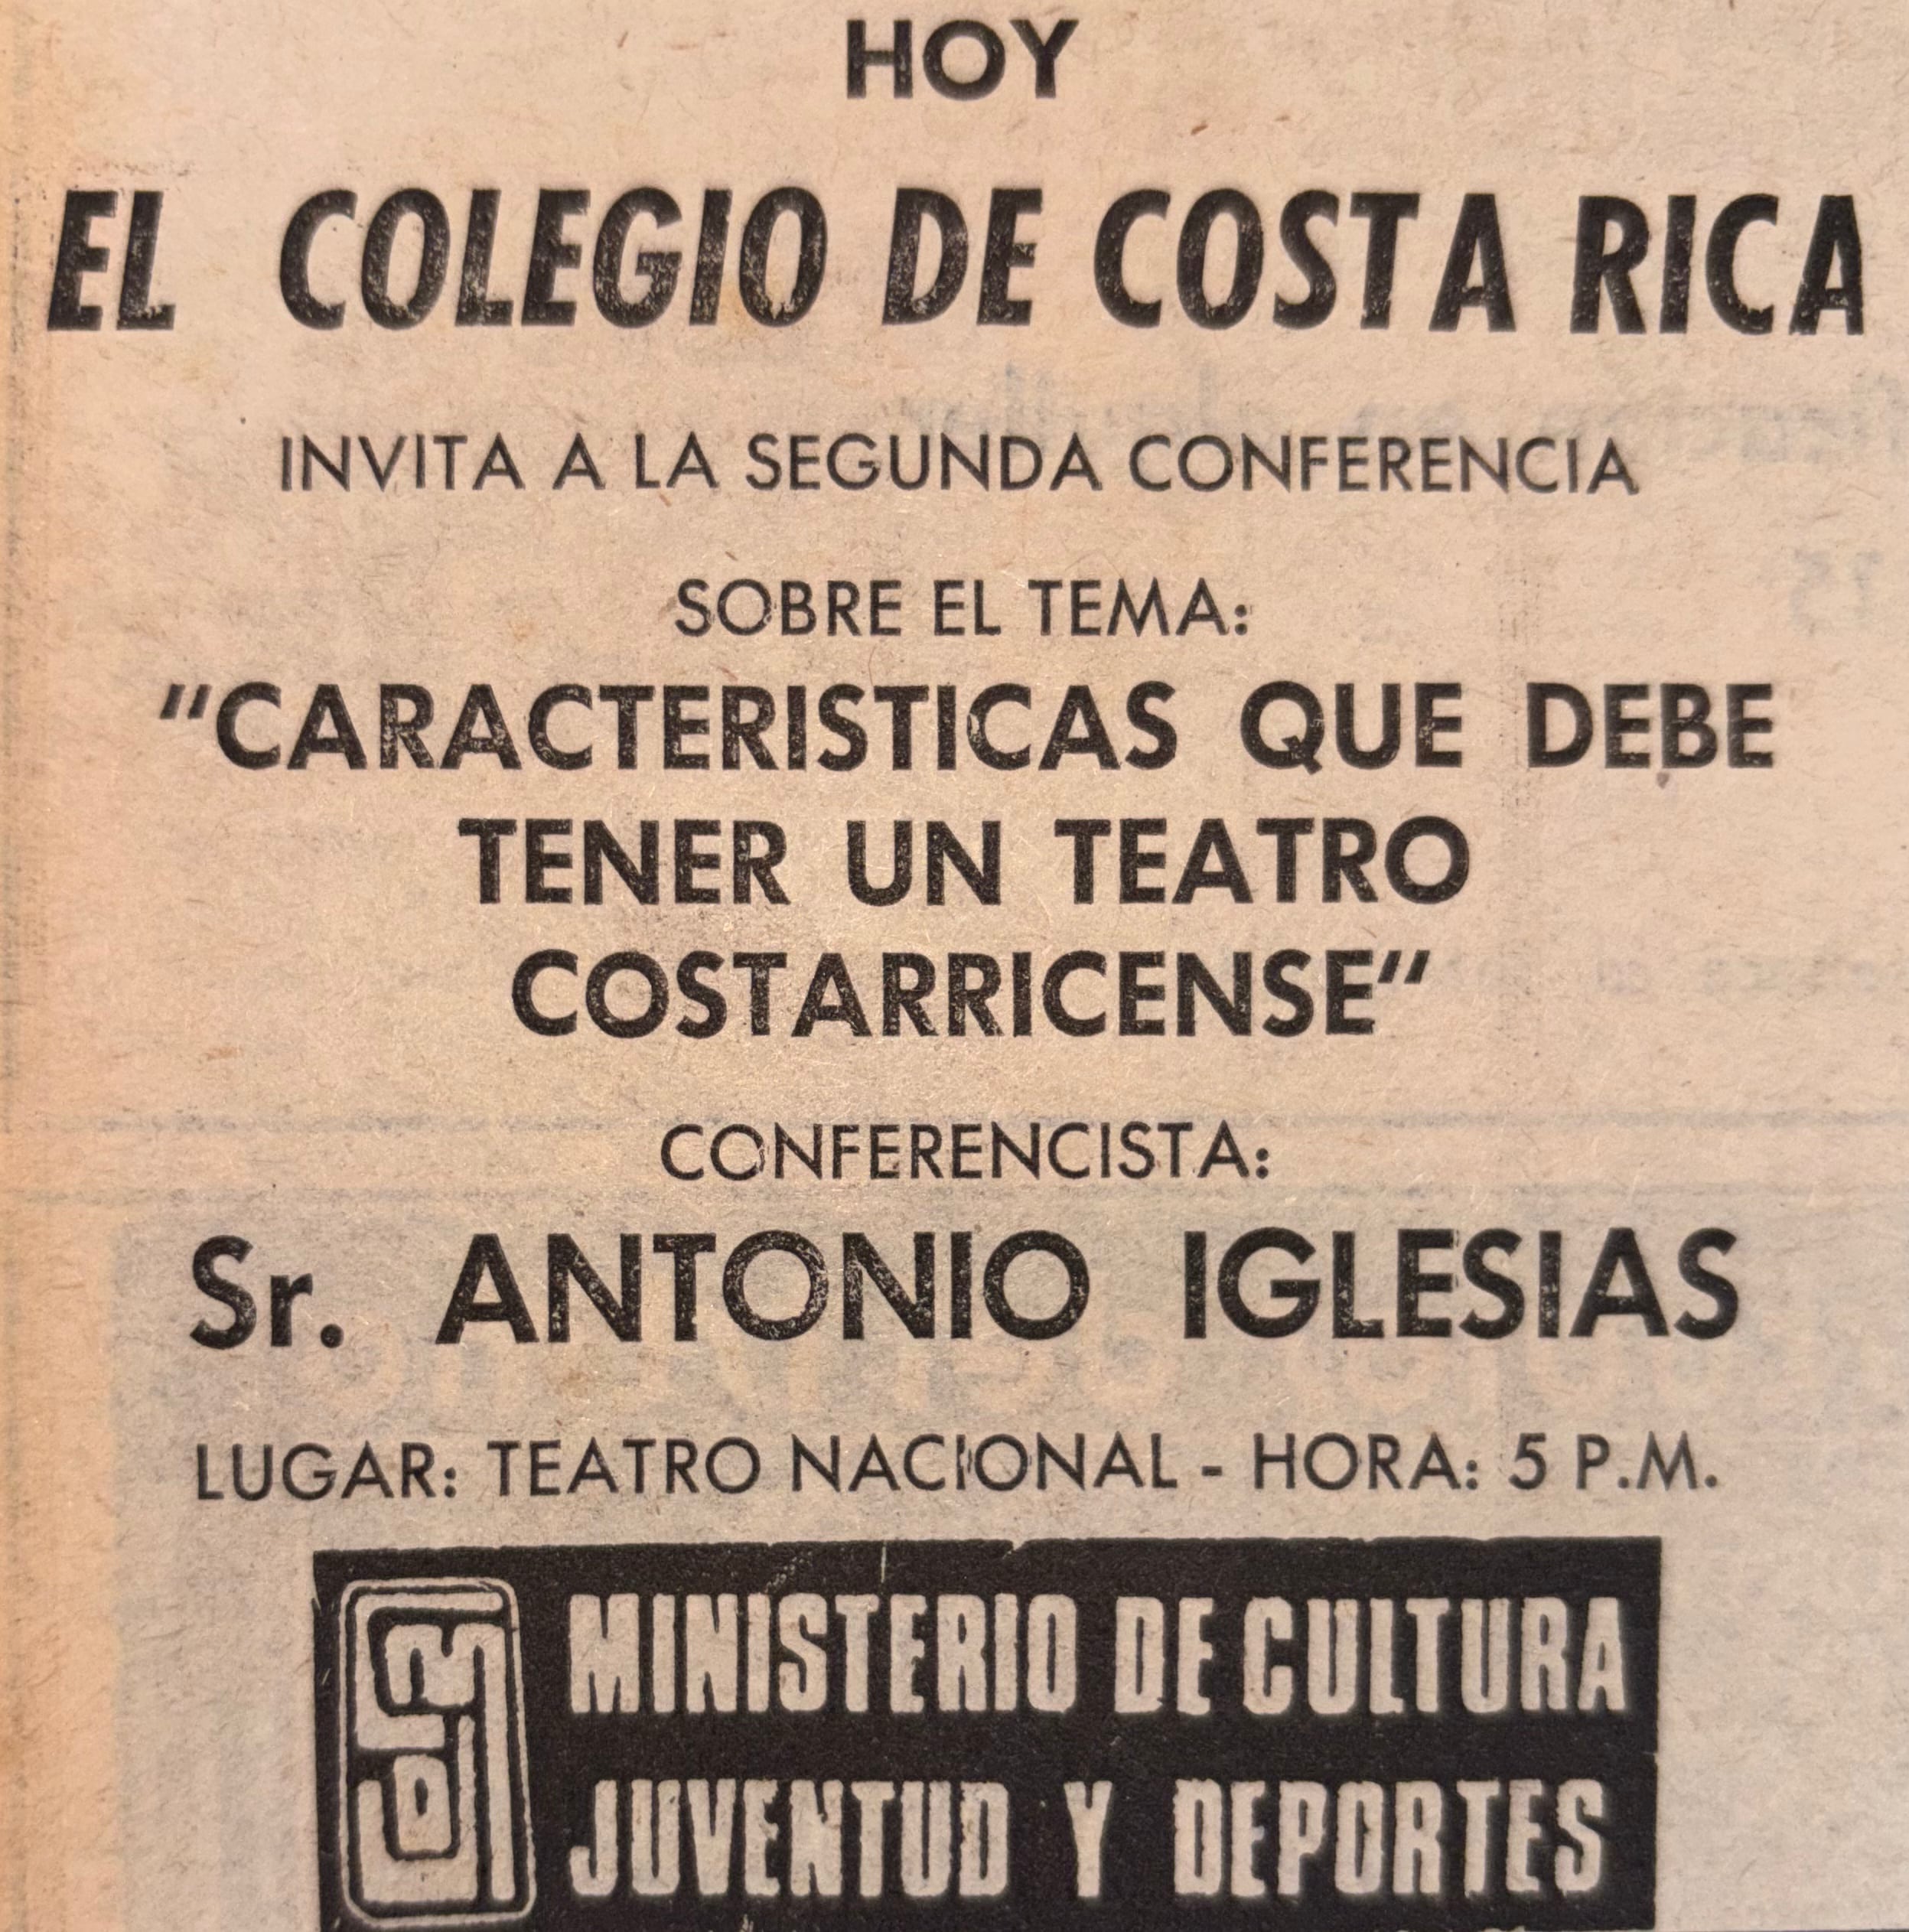 HOY
EL COLEGIO DE COSTA RICA
INVITA A LA SEGUNDA CONFERENCIA
SOBRE EL TEMA:
"CARACTERISTICAS QUE DEBE
TENER UN TEATRO
COSTARRICENSE"
CONFERENCISTA:
Sr. ANTONIO IGLESIAS
LUGAR: TEATRO NACIONAL - HORA: 5 P.M.
MINISTERIO DE CULTURA
JUVENTUD Y DEPORTES